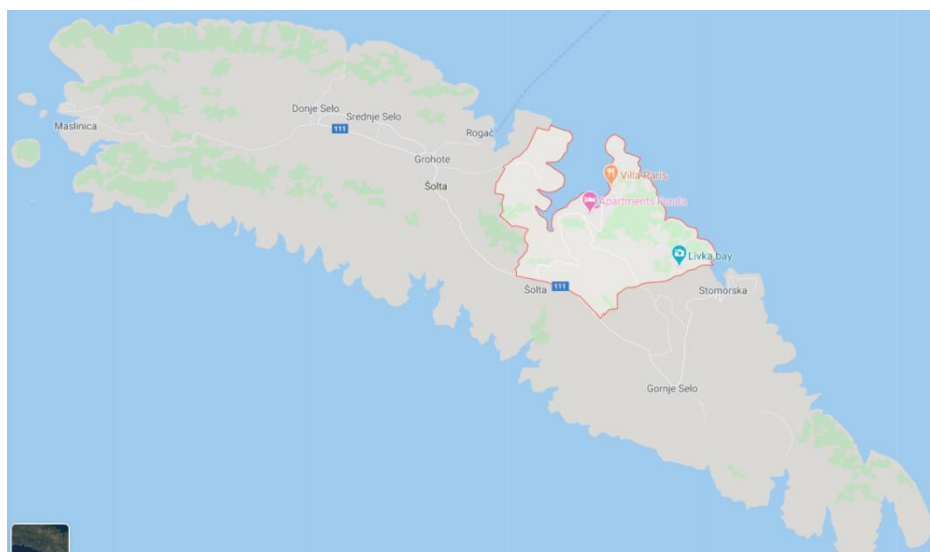 Donje Selo
Srednje Selo
Maslinica
111
Rogač
Grohote
Villa Paris
Šolta
Apartments Punda
Livka bay
Šolta
111
Stomorska
Gornje Selo